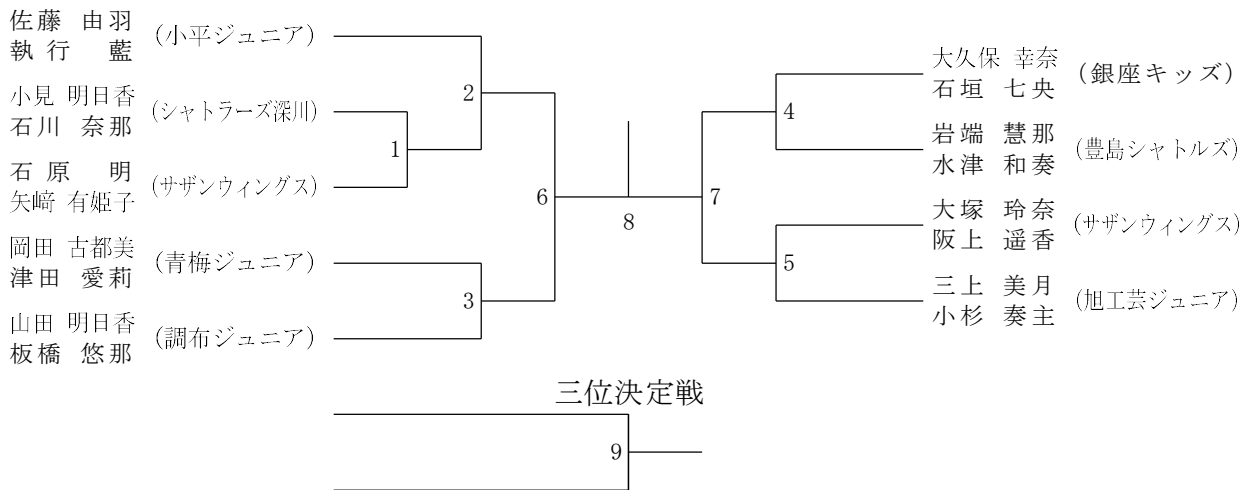 佐藤 由羽
執行 藍
(小平ジュニア)
小見 明日香
石川 奈那
(シャトラーズ深川)
石原 明
矢﨑 有姫子
(サザンウィングス)
岡田 古都美
津田 愛莉
(青梅ジュニア)
山田 明日香
板橋 悠那
(調布ジュニア)
1
2
3
6
8
7
4
5
大久保 幸奈
石垣 七央
(銀座キッズ)
岩端 慧那
水津 和奏
(豊島シャトルズ)
大塚 玲奈
阪上 遥香
(サザンウィングス)
三上 美月
小杉 奏主
(旭工芸ジュニア)
三位決定戦
9